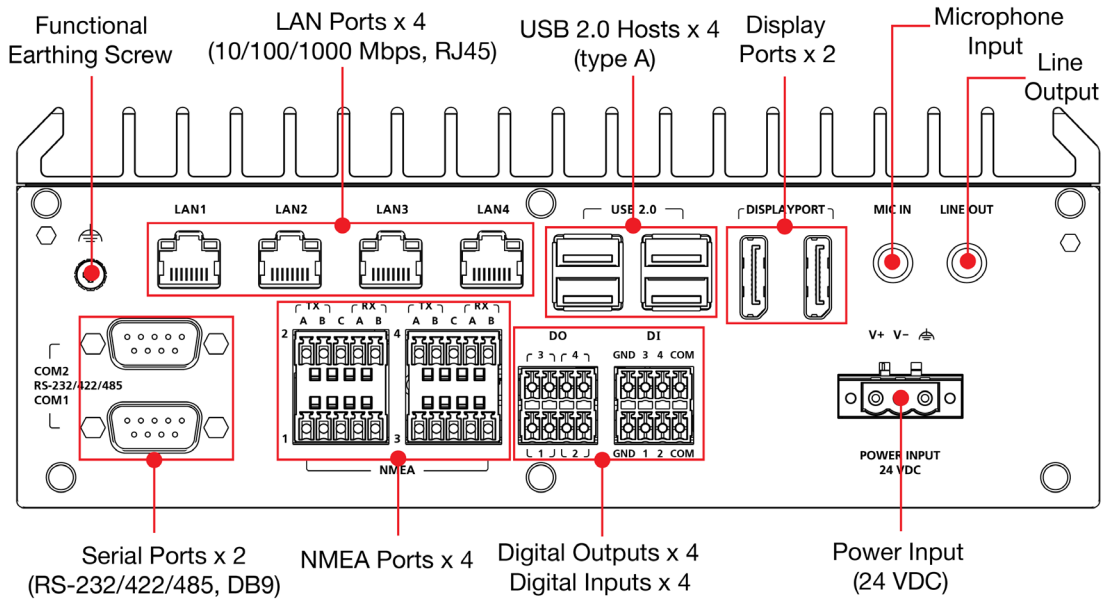 Functional
Earthing Screw
LAN Ports x 4
(10/100/1000 Mbps, RJ45)
USB 2.0 Hosts x 4
(type A)
Display
Ports x 2
Microphone
Input
Line
Output
LAN1
LAN2
LAN3
LAN4
USB 2.0
DISPLAYPORT
MIC IN
LINE OUT
TX RX TX RX
A B C A B A B C A B
2 4
1 3
NMEA
COM2
RS-232/422/485
COM1
DO DI
3 4 GND 3 4 COM
1 2 GND 1 2 COM
V+ V-
POWER INPUT
24 VDC
Serial Ports x 2
(RS-232/422/485, DB9)
NMEA Ports x 4
Digital Outputs x 4
Digital Inputs x 4
Power Input
(24 VDC)